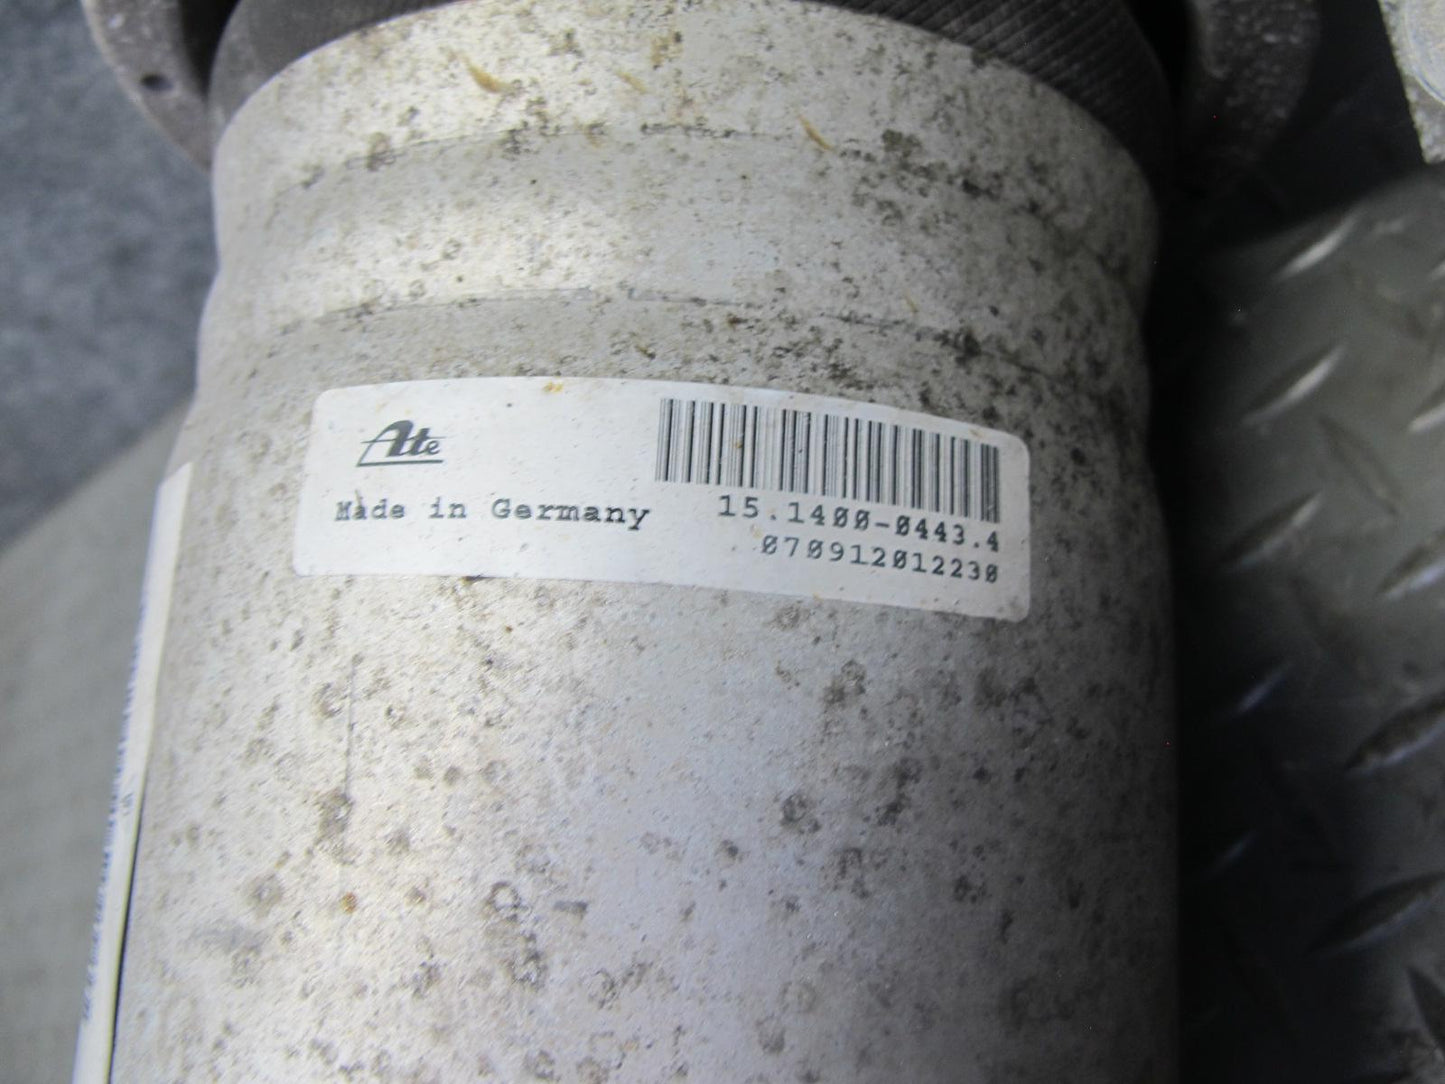 Ate
Made in Germany
15.1400-0443.4
070912012230